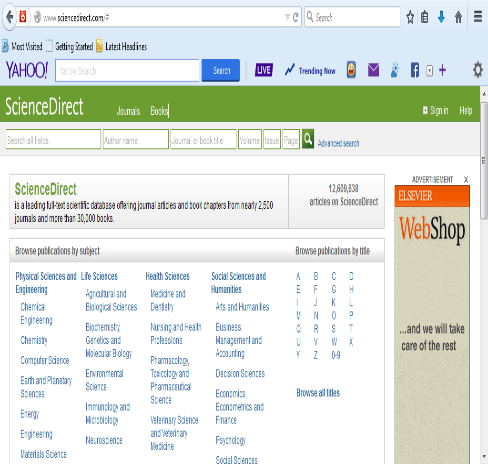 www.sciencedirect.com/#
Search
Most Visited Getting Started Latest Headlines
YAHOO! Yahoo Search Search LIVE Trending Now
ScienceDirect Journals Books Sign in Help
Search all fields Author name Journal or book title Volume Issue Page Advanced search
ScienceDirect
is a leading full-text scientific database offering journal articles and book chapters from nearly 2,500
journals and more than 30,000 books.
12,609,538
articles on ScienceDirect
Browse publications by subject
Physical Sciences and
Engineering
Chemical
Engineering
Chemistry
Computer Science
Earth and Planetary
Sciences
Energy
Engineering
Materials Science
Life Sciences
Agricultural and
Biological Sciences
Biochemistry,
Genetics and
Molecular Biology
Environmental
Science
Immunology and
Microbiology
Neuroscience
Health Sciences
Medicine and
Dentistry
Nursing and Health
Professions
Pharmacology,
Toxicology and
Pharmaceutical
Science
Veterinary Science
and Veterinary
Medicine
Social Sciences and
Humanities
Arts and Humanities
Business,
Management and
Accounting
Decision Sciences
Economics,
Econometrics and
Finance
Psychology
Social Sciences
Browse publications by title
A B C D
E F G H
I J K L
M N O P
Q R S T
U V W X
Y Z 0-9
Browse all titles
ADVERTISEMENT X
ELSEVIER
WebShop
...and we will take
care of the rest